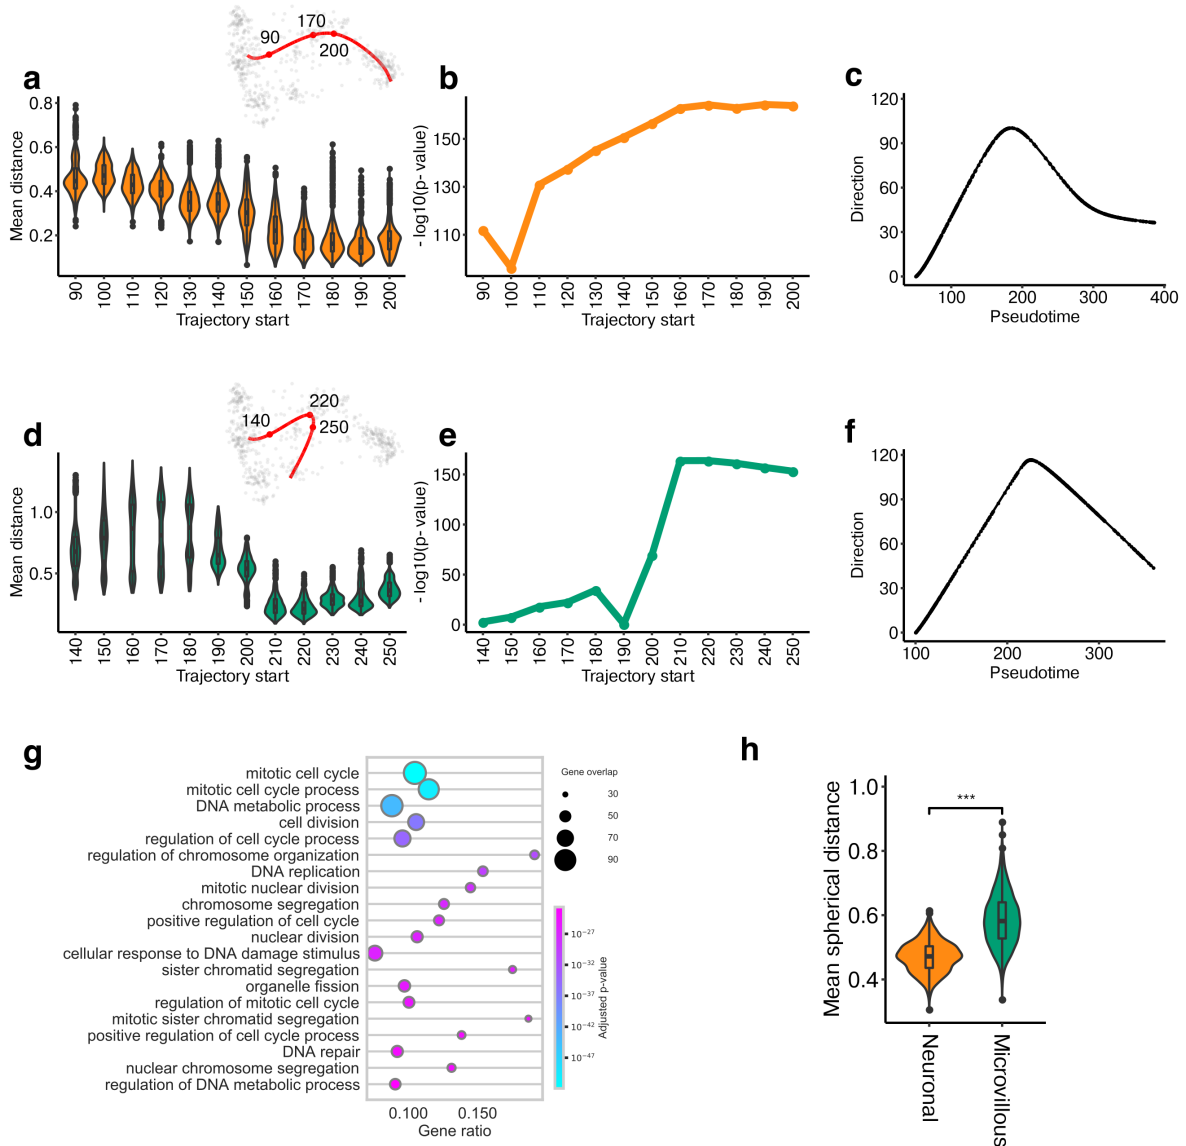 170
90
200
a
b
c
0.8
0.6
0.4
0.2
Mean distance
90 100 110 120 130 140 150 160 170 180 190 200
Trajectory start
150
130
110
- log10(p- value)
90 100 110 120 130 140 150 160 170 180 190 200
Trajectory start
120
90
60
30
0
Direction
100 200 300 400
Pseudotime
220
140
250
d
e
f
1.0
0.5
Mean distance
140 150 160 170 180 190 200 210 220 230 240 250
Trajectory start
150
100
50
0
- log10(p- value)
140 150 160 170 180 190 200 210 220 230 240 250
Trajectory start
120
90
60
30
0
Direction
100 200 300
Pseudotime
g
mitotic cell cycle
mitotic cell cycle process
DNA metabolic process
cell division
regulation of cell cycle process
regulation of chromosome organization
DNA replication
mitotic nuclear division
chromosome segregation
positive regulation of cell cycle
nuclear division
cellular response to DNA damage stimulus
sister chromatid segregation
organelle fission
regulation of mitotic cell cycle
mitotic sister chromatid segregation
positive regulation of cell cycle process
DNA repair
nuclear chromosome segregation
regulation of DNA metabolic process
0.100 0.150
Gene ratio
Gene overlap
30
50
70
90
10⁻²⁷
10⁻³²
10⁻³⁷
10⁻⁴²
10⁻⁴⁷
Adjusted p-value
h
1.0
0.8
0.6
0.4
Mean spherical distance
***
Neuronal
Microvillous